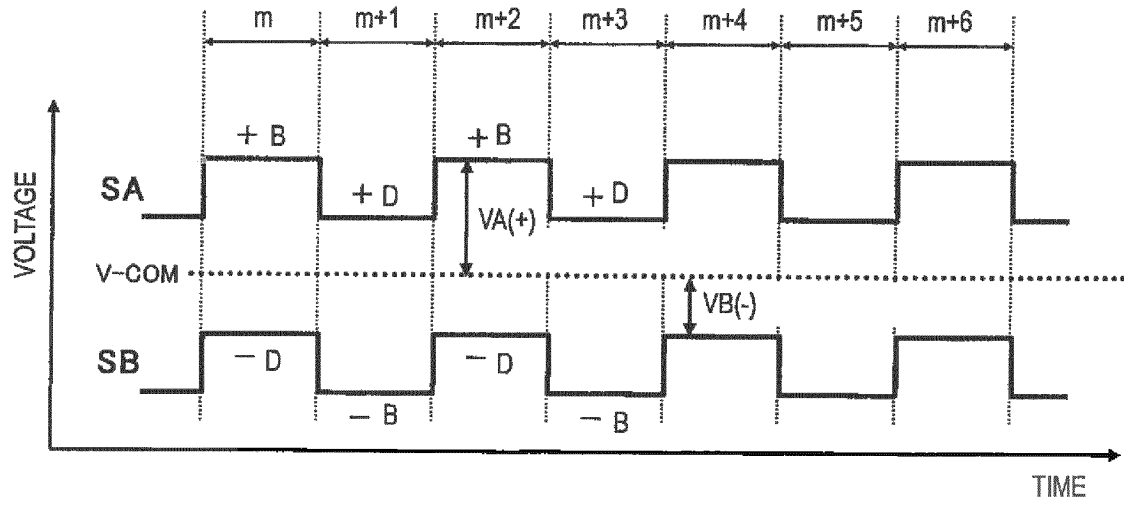 m m+1 m+2 m+3 m+4 m+5 m+6
+ B + B
SA + D + D
VA(+)
VOLTAGE
V-COM
VB(-)
SB - D - D
- B - B
TIME